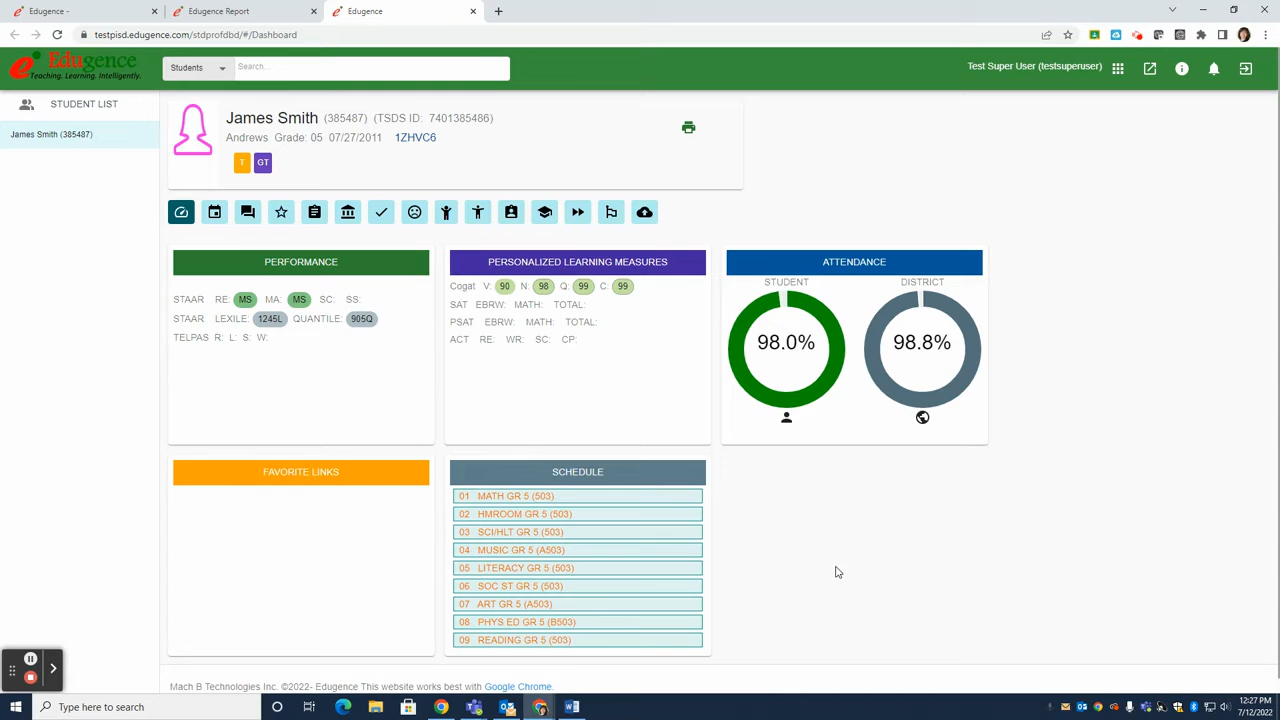 Edugence -
Edugence Report
Edugence
testpisd.edugence.com/stdprofdbd/#/Dashboard
e Edugence
Teaching. Learning. Intelligently.
Students
Search...
Test Super User (testsuperuser)
STUDENT LIST
James Smith (385487)
James Smith (385487) (TSDS ID: 7401385486)
Andrews Grade: 05 07/27/2011 1ZHVC6
T GT
PERFORMANCE
STAAR RE: MS MA: MS SC: SS:
STAAR LEXILE: 1245L QUANTILE: 905Q
TELPAS R: L: S: W:
PERSONALIZED LEARNING MEASURES
Cogat V: 90 N: 98 Q: 99 C: 99
SAT EBRW: MATH: TOTAL:
PSAT EBRW: MATH: TOTAL:
ACT RE: WR: SC: CP:
ATTENDANCE
STUDENT DISTRICT
98.0% 98.8%
FAVORITE LINKS
SCHEDULE
01 MATH GR 5 (503)
02 HMROOM GR 5 (503)
03 SCI/HLT GR 5 (503)
04 MUSIC GR 5 (A503)
05 LITERACY GR 5 (503)
06 SOC ST GR 5 (503)
07 ART GR 5 (A503)
08 PHYS ED GR 5 (B503)
09 READING GR 5 (503)
Mach B Technologies Inc. ©2022- Edugence This website works best with Google Chrome.
Type here to search
12:27 PM
7/12/2022